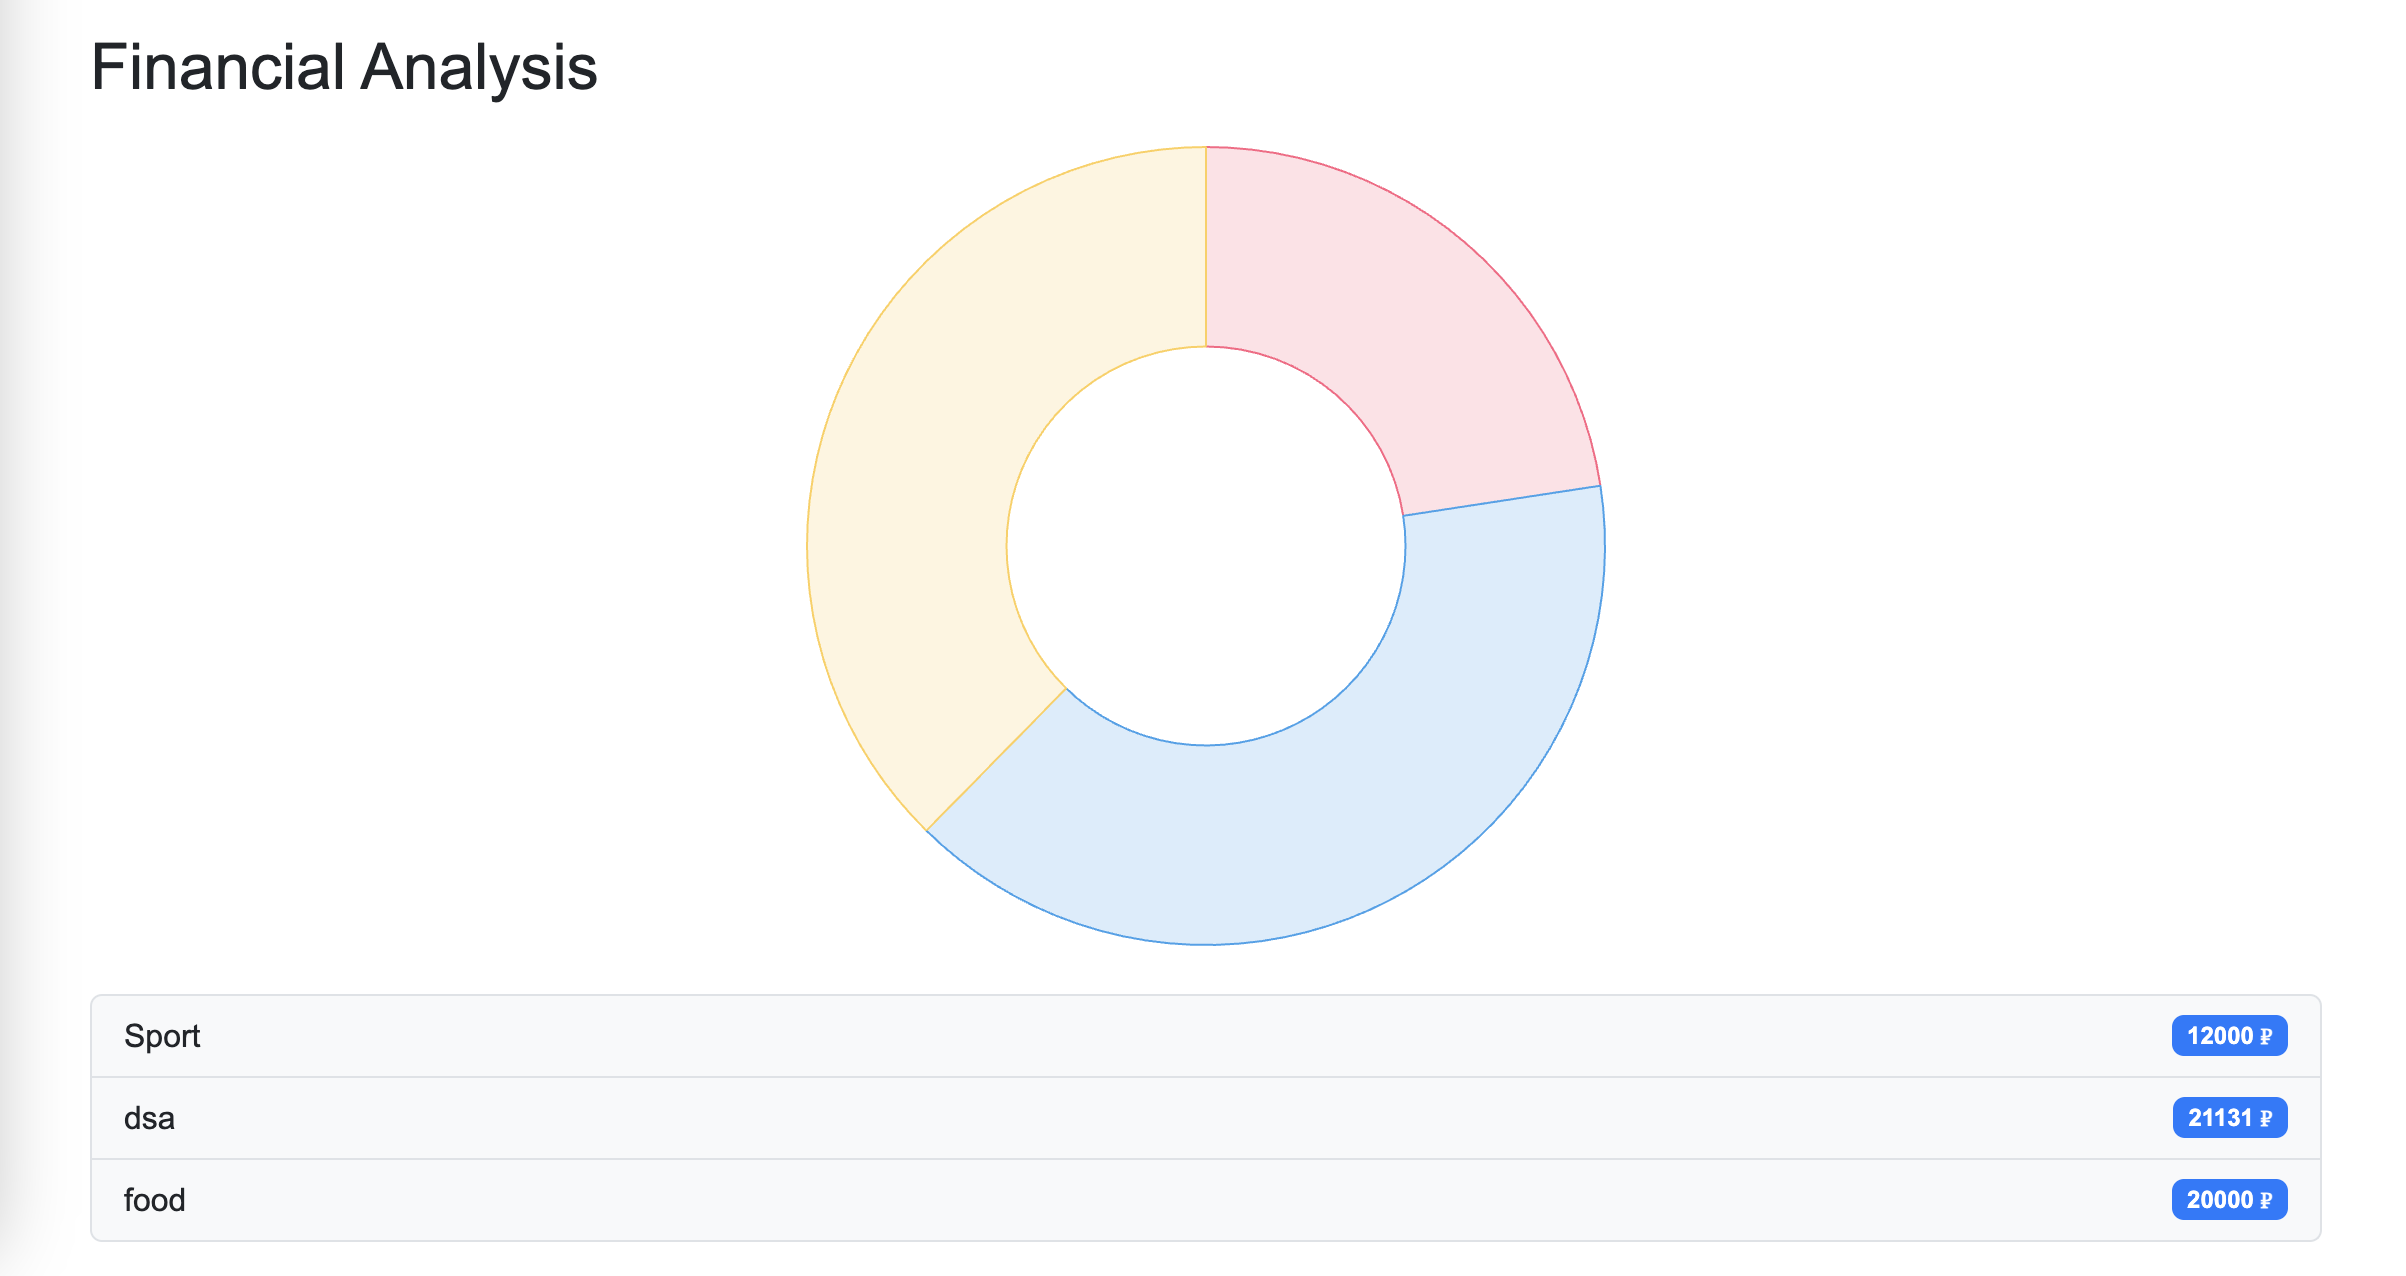 Financial Analysis
Sport 12000 ₽
dsa 21131 ₽
food 20000 ₽